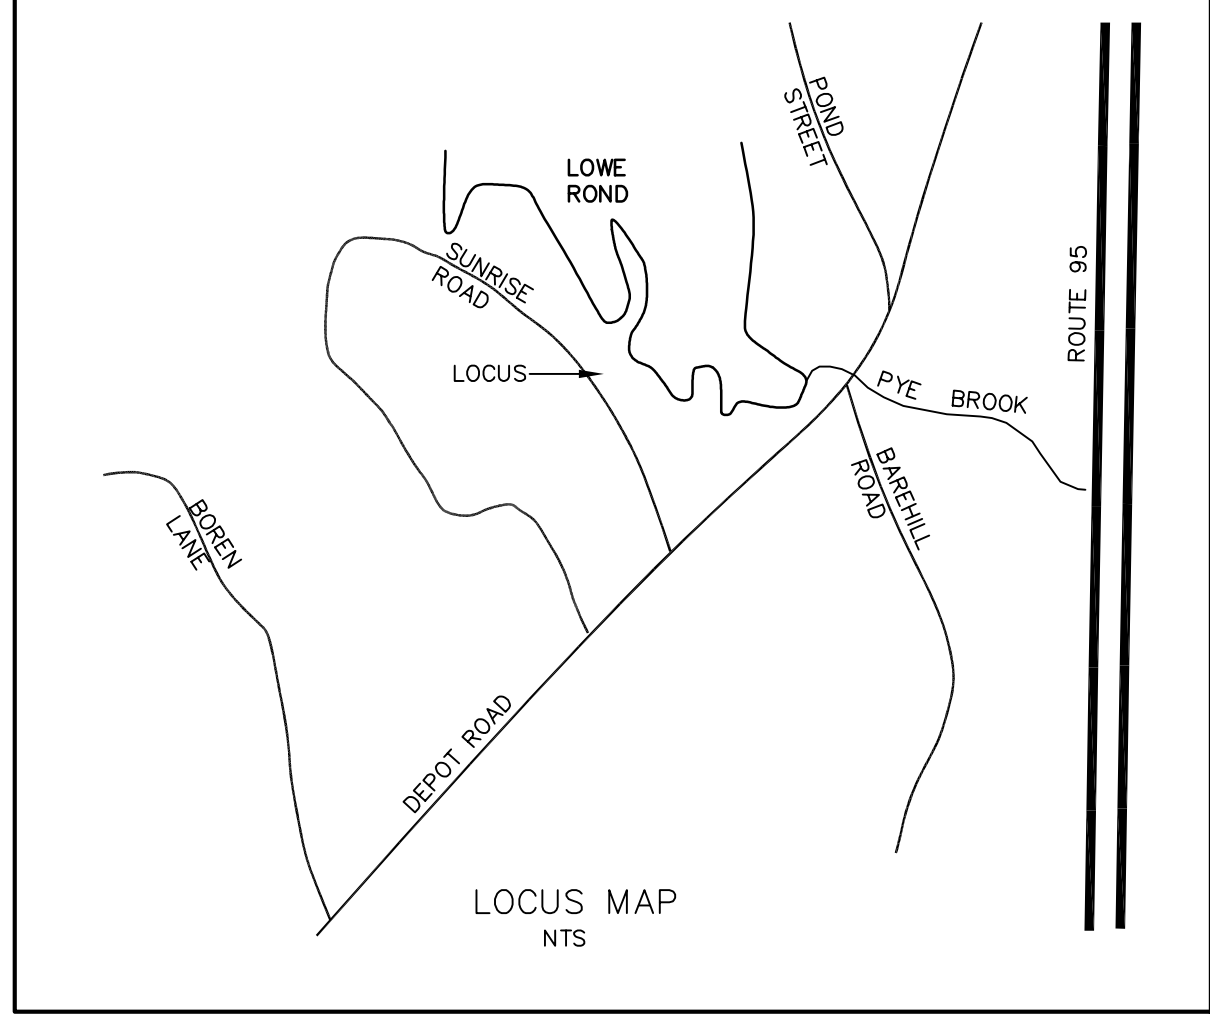 POND
STREET
LOWE
ROND
SUNRISE
ROAD
ROUTE 95
LOCUS
PYE BROOK
BAREHILL
ROAD
BOREN
LANE
DEPOT ROAD
LOCUS MAP
NTS